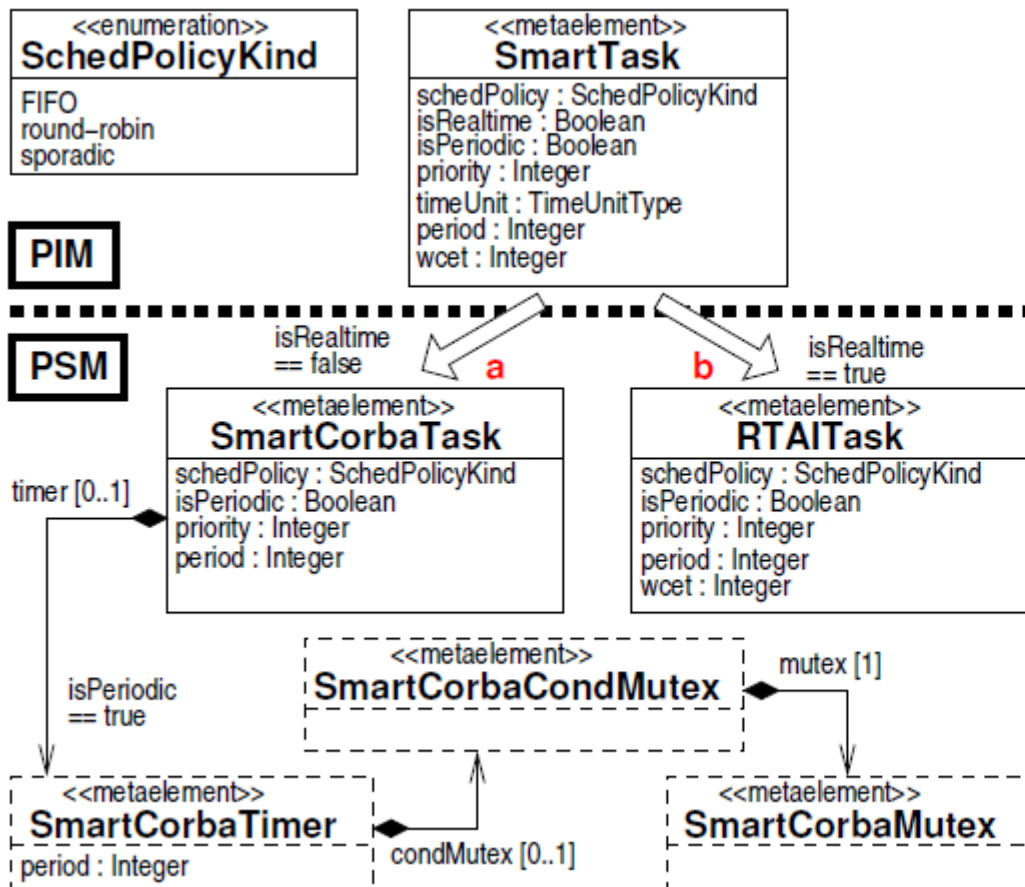 <<enumeration>>
SchedPolicyKind
FIFO
round-robin
sporadic
<<metaelement>>
SmartTask
schedPolicy : SchedPolicyKind
isRealtime : Boolean
isPeriodic : Boolean
priority : Integer
timeUnit : TimeUnitType
period : Integer
wcet : Integer
PIM
PSM
isRealtime
== false
a
b
isRealtime
== true
<<metaelement>>
SmartCorbaTask
schedPolicy : SchedPolicyKind
isPeriodic : Boolean
priority : Integer
period : Integer
<<metaelement>>
RTAITask
schedPolicy : SchedPolicyKind
isPeriodic : Boolean
priority : Integer
period : Integer
wcet : Integer
timer [0..1]
isPeriodic
== true
<<metaelement>>
SmartCorbaCondMutex
mutex [1]
<<metaelement>>
SmartCorbaTimer
period : Integer
condMutex [0..1]
<<metaelement>>
SmartCorbaMutex